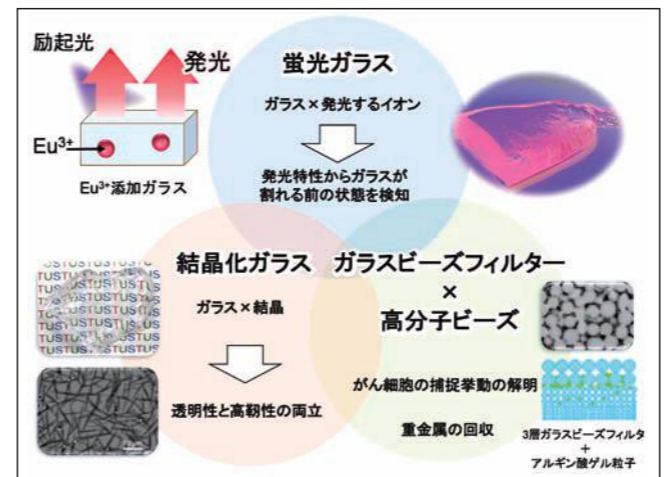 励起光
発光
Eu³⁺
Eu³⁺添加ガラス
蛍光ガラス
ガラス×発光するイオン
発光特性からガラスが
割れる前の状態を検知
結晶化ガラス
ガラス×結晶
透明性と高靭性の両立
TUSTUSTUSTUS
ガラスビーズフィルター
×
高分子ビーズ
がん細胞の捕捉挙動の解明
重金属の回収
3層ガラスビーズフィルタ
+
アルギン酸ゲル粒子